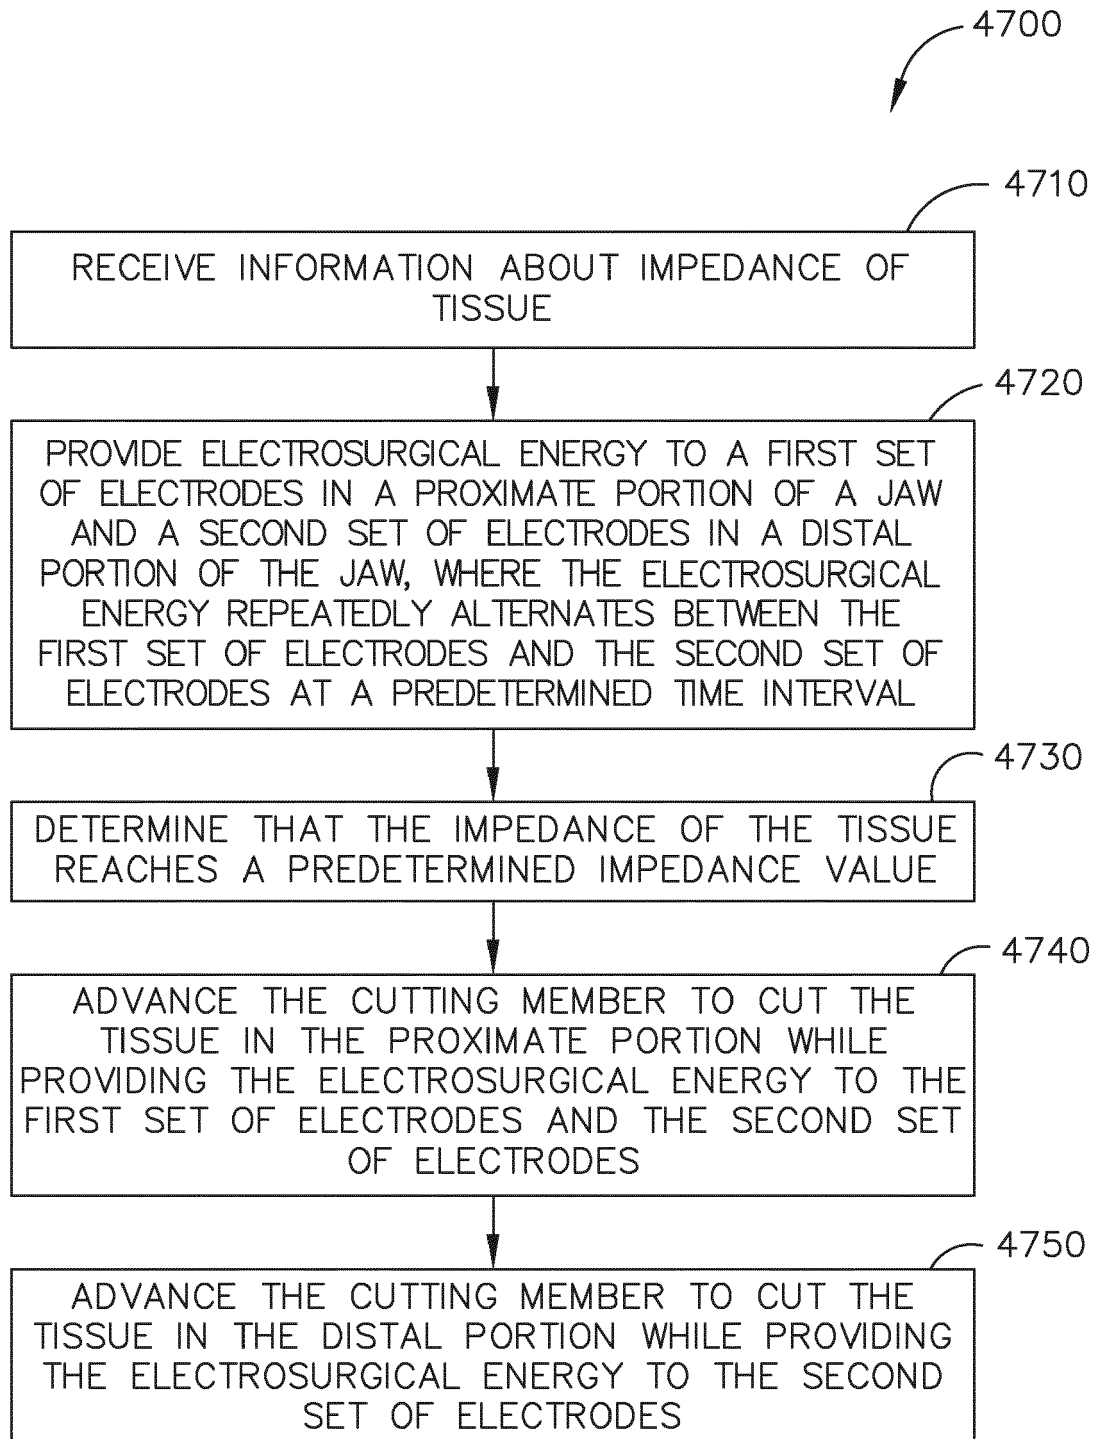 4700
4710
RECEIVE INFORMATION ABOUT IMPEDANCE OF
TISSUE
4720
PROVIDE ELECTROSURGICAL ENERGY TO A FIRST SET
OF ELECTRODES IN A PROXIMATE PORTION OF A JAW
AND A SECOND SET OF ELECTRODES IN A DISTAL
PORTION OF THE JAW, WHERE THE ELECTROSURGICAL
ENERGY REPEATEDLY ALTERNATES BETWEEN THE
FIRST SET OF ELECTRODES AND THE SECOND SET OF
ELECTRODES AT A PREDETERMINED TIME INTERVAL
4730
DETERMINE THAT THE IMPEDANCE OF THE TISSUE
REACHES A PREDETERMINED IMPEDANCE VALUE
4740
ADVANCE THE CUTTING MEMBER TO CUT THE
TISSUE IN THE PROXIMATE PORTION WHILE
PROVIDING THE ELECTROSURGICAL ENERGY TO THE
FIRST SET OF ELECTRODES AND THE SECOND SET
OF ELECTRODES
4750
ADVANCE THE CUTTING MEMBER TO CUT THE
TISSUE IN THE DISTAL PORTION WHILE PROVIDING
THE ELECTROSURGICAL ENERGY TO THE SECOND
SET OF ELECTRODES